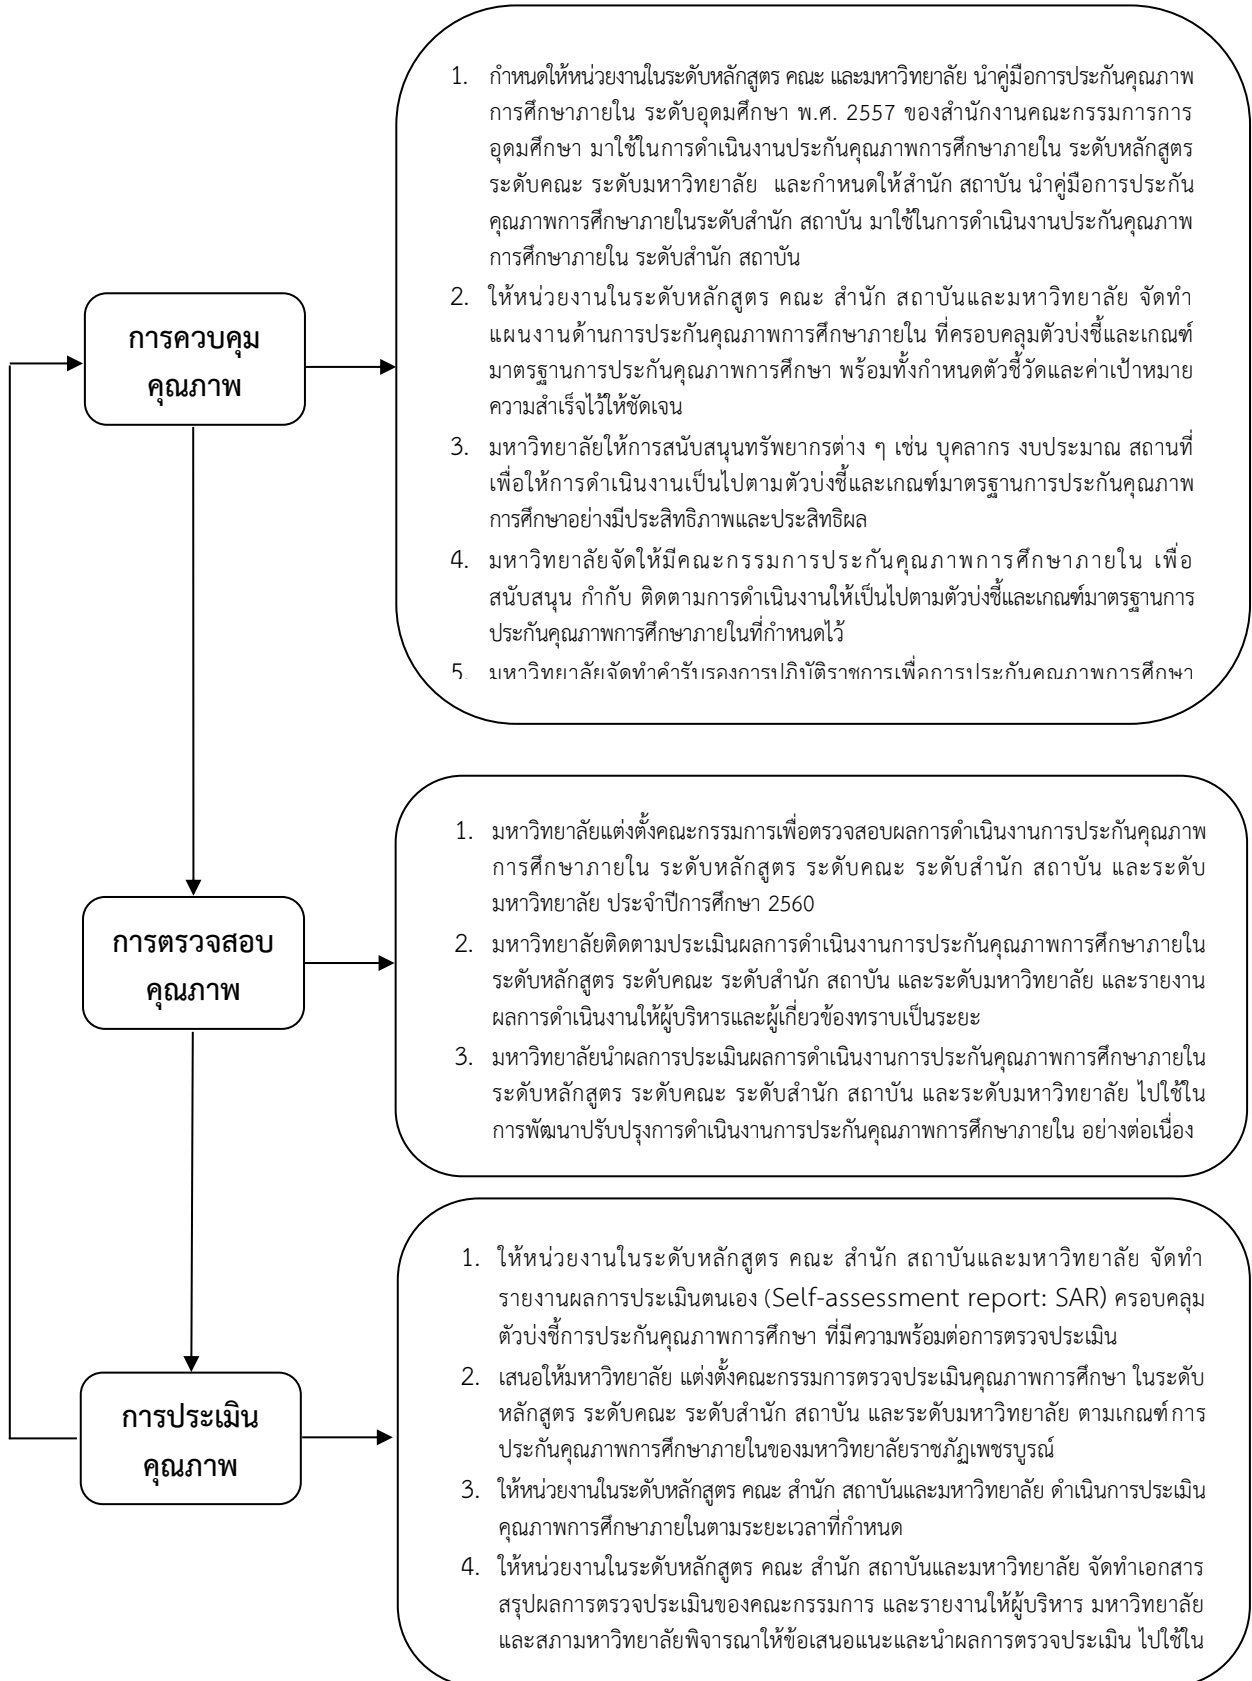 การควบคุม
คุณภาพ
1. กำหนดให้หน่วยงานในระดับหลักสูตร คณะ และมหาวิทยาลัย นำคู่มือการประกันคุณภาพ
การศึกษาภายใน ระดับอุดมศึกษา พ.ศ. 2557 ของสำนักงานคณะกรรมการการ
อุดมศึกษา มาใช้ในการดำเนินงานประกันคุณภาพการศึกษาภายใน ระดับหลักสูตร
ระดับคณะ ระดับมหาวิทยาลัย และกำหนดให้สำนัก สถาบัน นำคู่มือการประกัน
คุณภาพการศึกษาภายในระดับสำนัก สถาบัน มาใช้ในการดำเนินงานประกันคุณภาพ
การศึกษาภายใน ระดับสำนัก สถาบัน
2. ให้หน่วยงานในระดับหลักสูตร คณะ สำนัก สถาบันและมหาวิทยาลัย จัดทำ
แผนงานด้านการประกันคุณภาพการศึกษาภายใน ที่ครอบคลุมตัวบ่งชี้และเกณฑ์
มาตรฐานการประกันคุณภาพการศึกษา พร้อมทั้งกำหนดตัวชี้วัดและค่าเป้าหมาย
ความสำเร็จไว้ให้ชัดเจน
3. มหาวิทยาลัยให้การสนับสนุนทรัพยากรต่าง ๆ เช่น บุคลากร งบประมาณ สถานที่
เพื่อให้การดำเนินงานเป็นไปตามตัวบ่งชี้และเกณฑ์มาตรฐานการประกันคุณภาพ
การศึกษาอย่างมีประสิทธิภาพและประสิทธิผล
4. มหาวิทยาลัยจัดให้มีคณะกรรมการประกันคุณภาพการศึกษาภายใน เพื่อ
สนับสนุน กำกับ ติดตามการดำเนินงานให้เป็นไปตามตัวบ่งชี้และเกณฑ์มาตรฐานการ
ประกันคุณภาพการศึกษาภายในที่กำหนดไว้
5. มหาวิทยาลัยจัดทำคำรับรองการปฏิบัติราชการเพื่อการประกันคุณภาพการศึกษา
การตรวจสอบ
คุณภาพ
1. มหาวิทยาลัยแต่งตั้งคณะกรรมการเพื่อตรวจสอบผลการดำเนินงานการประกันคุณภาพ
การศึกษาภายใน ระดับหลักสูตร ระดับคณะ ระดับสำนัก สถาบัน และระดับ
มหาวิทยาลัย ประจำปีการศึกษา 2560
2. มหาวิทยาลัยติดตามประเมินผลการดำเนินงานการประกันคุณภาพการศึกษาภายใน
ระดับหลักสูตร ระดับคณะ ระดับสำนัก สถาบัน และระดับมหาวิทยาลัย และรายงาน
ผลการดำเนินงานให้ผู้บริหารและผู้เกี่ยวข้องทราบเป็นระยะ
3. มหาวิทยาลัยนำผลการประเมินผลการดำเนินงานการประกันคุณภาพการศึกษาภายใน
ระดับหลักสูตร ระดับคณะ ระดับสำนัก สถาบัน และระดับมหาวิทยาลัย ไปใช้ใน
การพัฒนาปรับปรุงการดำเนินงานการประกันคุณภาพการศึกษาภายใน อย่างต่อเนื่อง
การประเมิน
คุณภาพ
1. ให้หน่วยงานในระดับหลักสูตร คณะ สำนัก สถาบันและมหาวิทยาลัย จัดทำ
รายงานผลการประเมินตนเอง (Self-assessment report: SAR) ครอบคลุม
ตัวบ่งชี้การประกันคุณภาพการศึกษา ที่มีความพร้อมต่อการตรวจประเมิน
2. เสนอให้มหาวิทยาลัย แต่งตั้งคณะกรรมการตรวจประเมินคุณภาพการศึกษา ในระดับ
หลักสูตร ระดับคณะ ระดับสำนัก สถาบัน และระดับมหาวิทยาลัย ตามเกณฑ์การ
ประกันคุณภาพการศึกษาภายในของมหาวิทยาลัยราชภัฏเพชรบูรณ์
3. ให้หน่วยงานในระดับหลักสูตร คณะ สำนัก สถาบันและมหาวิทยาลัย ดำเนินการประเมิน
คุณภาพการศึกษาภายในตามระยะเวลาที่กำหนด
4. ให้หน่วยงานในระดับหลักสูตร คณะ สำนัก สถาบันและมหาวิทยาลัย จัดทำเอกสาร
สรุปผลการตรวจประเมินของคณะกรรมการ และรายงานให้ผู้บริหาร มหาวิทยาลัย
และสภามหาวิทยาลัยพิจารณาให้ข้อเสนอแนะและนำผลการตรวจประเมิน ไปใช้ใน